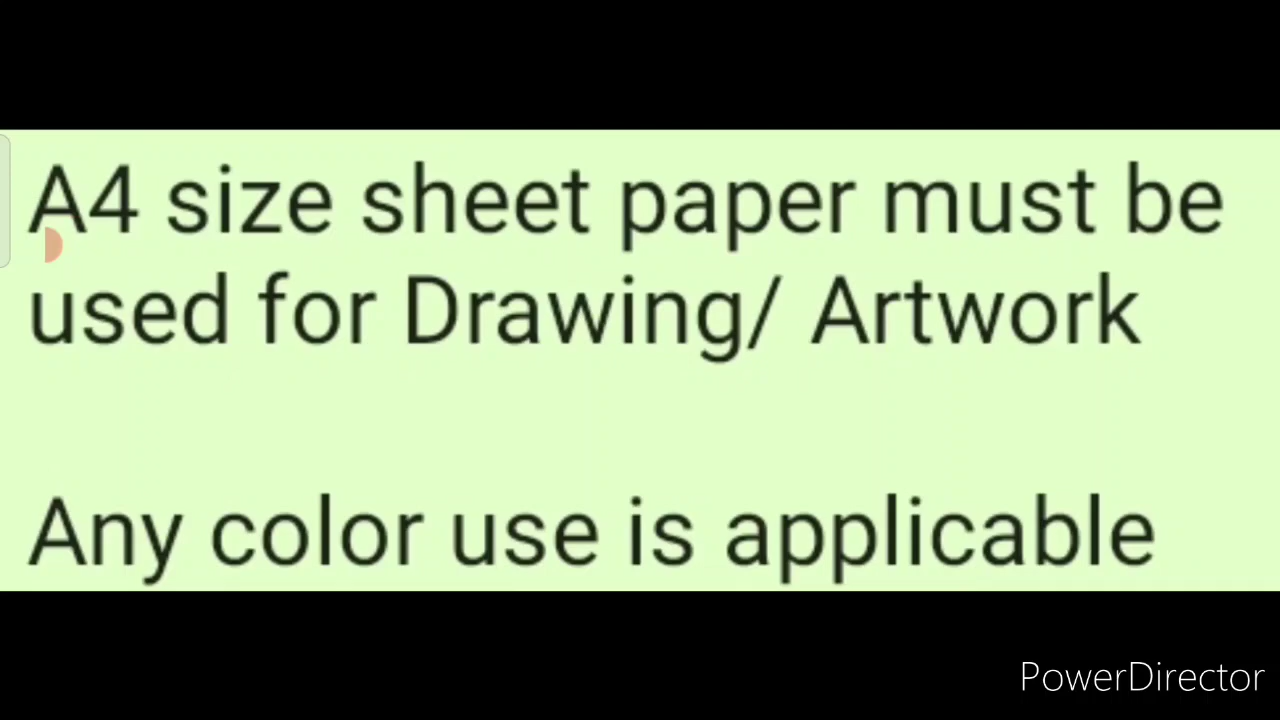 A4 size sheet paper must be
used for Drawing/ Artwork
Any color use is applicable
PowerDirector